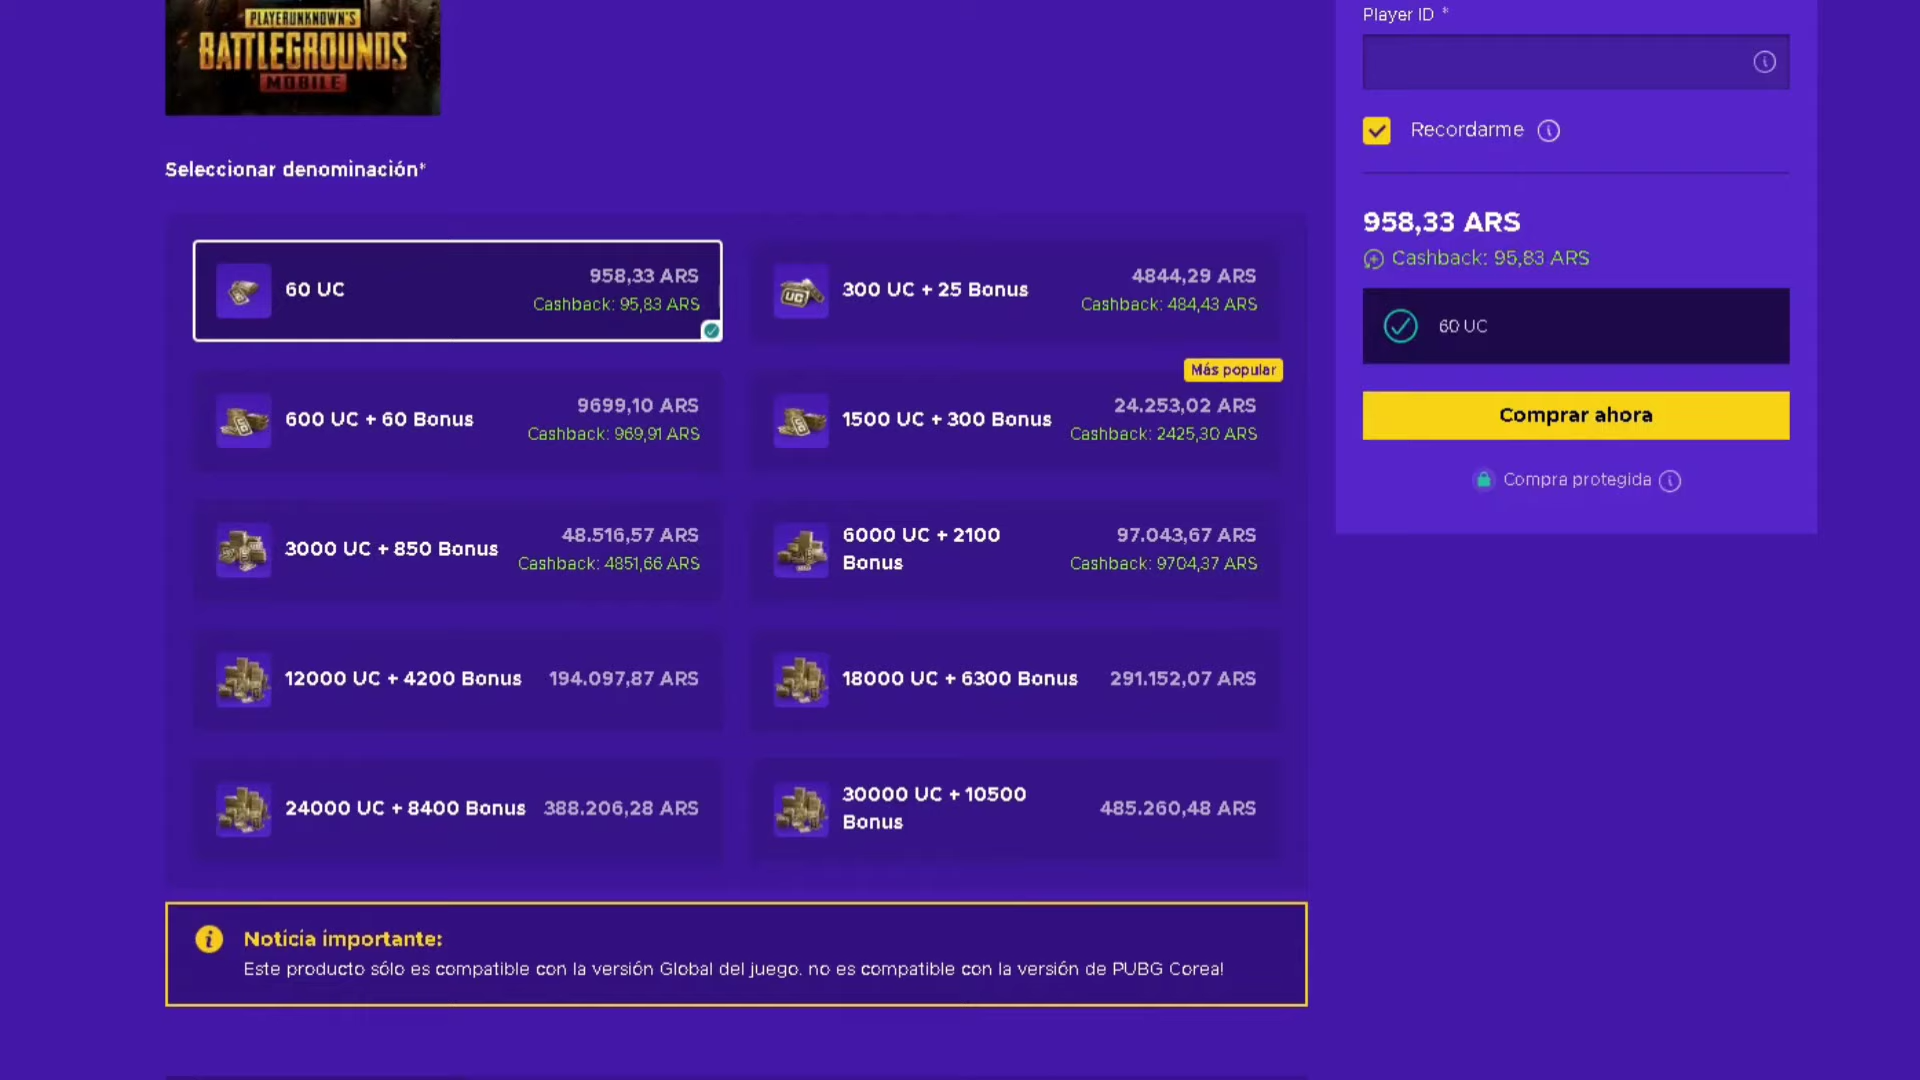 PLAYERUNKNOWN'S
BATTLEGROUNDS
MOBILE
Seleccionar denominación*
60 UC
958,33 ARS
Cashback: 95,83 ARS
300 UC + 25 Bonus
4844,29 ARS
Cashback: 484,43 ARS
600 UC + 60 Bonus
9699,10 ARS
Cashback: 969,91 ARS
Más popular
1500 UC + 300 Bonus
24.253,02 ARS
Cashback: 2425,30 ARS
3000 UC + 850 Bonus
48.516,57 ARS
Cashback: 4851,66 ARS
6000 UC + 2100
Bonus
97.043,67 ARS
Cashback: 9704,37 ARS
12000 UC + 4200 Bonus
194.097,87 ARS
18000 UC + 6300 Bonus
291.152,07 ARS
24000 UC + 8400 Bonus
388.206,28 ARS
30000 UC + 10500
Bonus
485.260,48 ARS
Noticia importante:
Este producto sólo es compatible con la versión Global del juego. no es compatible con la versión de PUBG Corea!
Player ID *
Recordarme
958,33 ARS
Cashback: 95,83 ARS
60 UC
Comprar ahora
Compra protegida